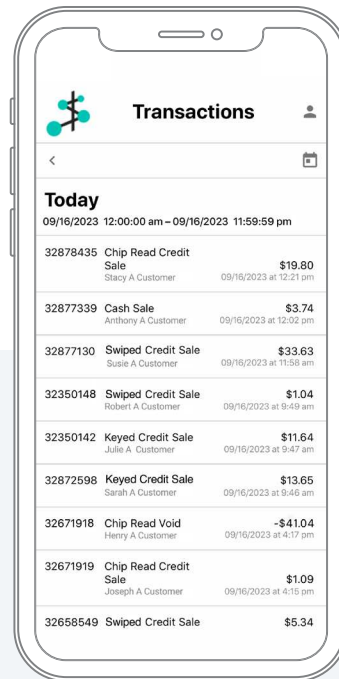 Transactions
Today
09/16/2023 12:00:00 am – 09/16/2023 11:59:59 pm
32878435 Chip Read Credit
Sale $19.80
Stacy A Customer 09/16/2023 at 12:21 pm
32877339 Cash Sale $3.74
Anthony A Customer 09/16/2023 at 12:02 pm
32877130 Swiped Credit Sale $33.63
Susie A Customer 09/16/2023 at 11:58 am
32350148 Swiped Credit Sale $1.04
Robert A Customer 09/16/2023 at 9:49 am
32350142 Keyed Credit Sale $11.64
Julie A Customer 09/16/2023 at 9:47 am
32872598 Keyed Credit Sale $13.65
Sarah A Customer 09/16/2023 at 9:46 am
32671918 Chip Read Void -$41.04
Henry A Customer 09/16/2023 at 4:17 pm
32671919 Chip Read Credit
Sale $1.09
Joseph A Customer 09/16/2023 at 4:15 pm
32658549 Swiped Credit Sale $5.34